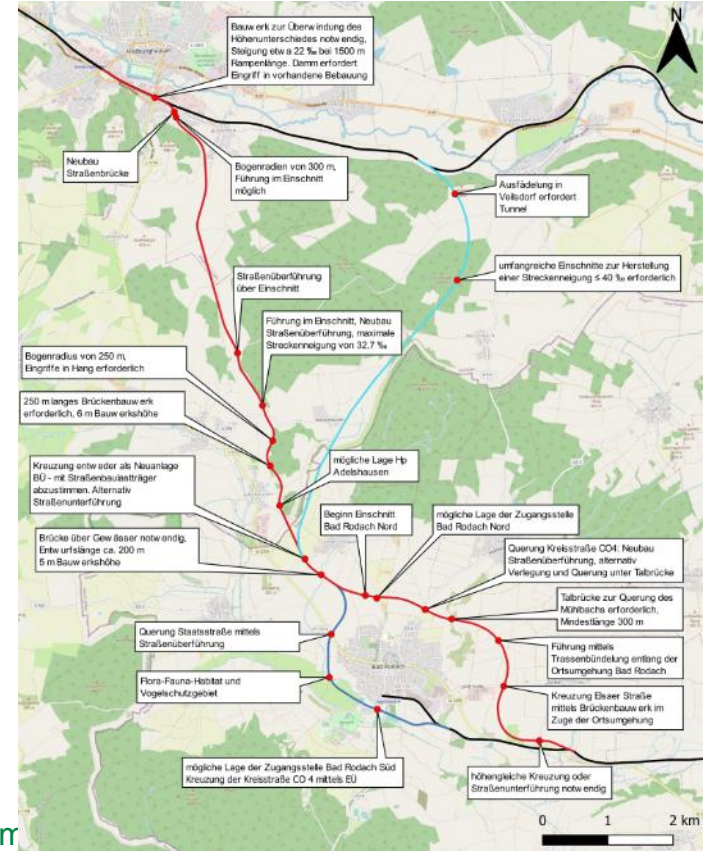 Bauwerk zur Überwindung des
Höhenunterschiedes notwendig,
Steigung etwa 22 ‰ bei 1500 m
Rampenlänge. Damm erfordert
Eingriff in vorhandene Bebauung
N
Neubau
Straßenbrücke
Bogenradien von 300 m,
Führung im Einschnitt
möglich
Ausfädelung in
Veilsdorf erfordert
Tunnel
umfangreiche Einschnitte zur Herstellung
einer Streckenneigung ≤ 40 ‰ erforderlich
Straßenüberführung
über Einschnitt
Führung im Einschnitt, Neubau
Straßenüberführung, maximale
Streckenneigung von 32,7 ‰
Bogenradius von 250 m,
Eingriffe in Hang erforderlich
250 m langes Brückenbauwerk
erforderlich, 6 m Bauwerkshöhe
Kreuzung entweder als Neuanlage
BÜ - mit Straßenbaulastträger
abzustimmen. Alternativ
Straßenunterführung
mögliche Lage Hp
Adelshausen
Brücke über Gewässer notwendig,
Entwurfslänge ca. 200 m
5 m Bauwerkshöhe
Beginn Einschnitt
Bad Rodach Nord
mögliche Lage der Zugangsstelle
Bad Rodach Nord
Querung Kreisstraße CO4: Neubau
Straßenüberführung, alternativ
Verlegung und Querung unter Talbrücke
Talbrücke zur Querung des
Mühlbachs erforderlich,
Mindestlänge 300 m
Querung Staatsstraße mittels
Straßenüberführung
Führung mittels
Trassenbündelung entlang der
Ortsumgehung Bad Rodach
Flora-Fauna-Habitat und
Vogelschutzgebiet
BAD RODACH
Kreuzung Elsaer Straße
mittels Brückenbauwerk im
Zuge der Ortsumgehung
mögliche Lage der Zugangsstelle Bad Rodach Süd
Kreuzung der Kreisstraße CO 4 mittels EÜ
höhengleiche Kreuzung oder
Straßenunterführung notwendig
0 1 2 km
m